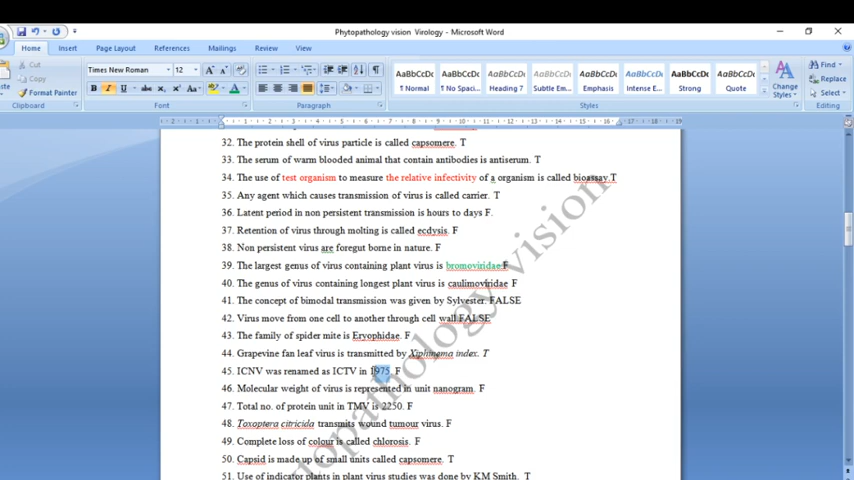 Phytopathology vision Virology - Microsoft Word
Home Insert Page Layout References Mailings Review View
Cut
Copy
Paste
Format Painter
Clipboard
Times New Roman 12
Font
Paragraph
AaBbCcDc AaBbCcDc AaBbCcDc AaBbCcDc AaBbCcDc AaBbCcDc AaBbCcDc AaBbCcDc
¶ Normal ¶ No Spaci... Heading 7 Subtle Em... Emphasis Intense E... Strong Quote
Styles
Change Styles
Find
Replace
Select
Editing
32. The protein shell of virus particle is called capsomere. T
33. The serum of warm blooded animal that contain antibodies is antiserum. T
34. The use of test organism to measure the relative infectivity of a organism is called bioassay.T
35. Any agent which causes transmission of virus is called carrier. T
36. Latent period in non persistent transmission is hours to days F.
37. Retention of virus through molting is called ecdysis. F
38. Non persistent virus are foregut borne in nature. F
39. The largest genus of virus containing plant virus is bromoviridae F
40. The genus of virus containing longest plant virus is caulimoviridae F
41. The concept of bimodal transmission was given by Sylvester. FALSE
42. Virus move from one cell to another through cell wall.FALSE
43. The family of spider mite is Eryophidae. F
44. Grapevine fan leaf virus is transmitted by Xiphinema index. T
45. ICNV was renamed as ICTV in 1975. F
46. Molecular weight of virus is represented in unit nanogram. F
47. Total no. of protein unit in TMV is 2250. F
48. Toxoptera citricida transmits wound tumour virus. F
49. Complete loss of colour is called chlorosis. F
50. Capsid is made up of small units called capsomere. T
51. Use of indicator plants in plant virus studies was done by KM Smith. T
topathology vision